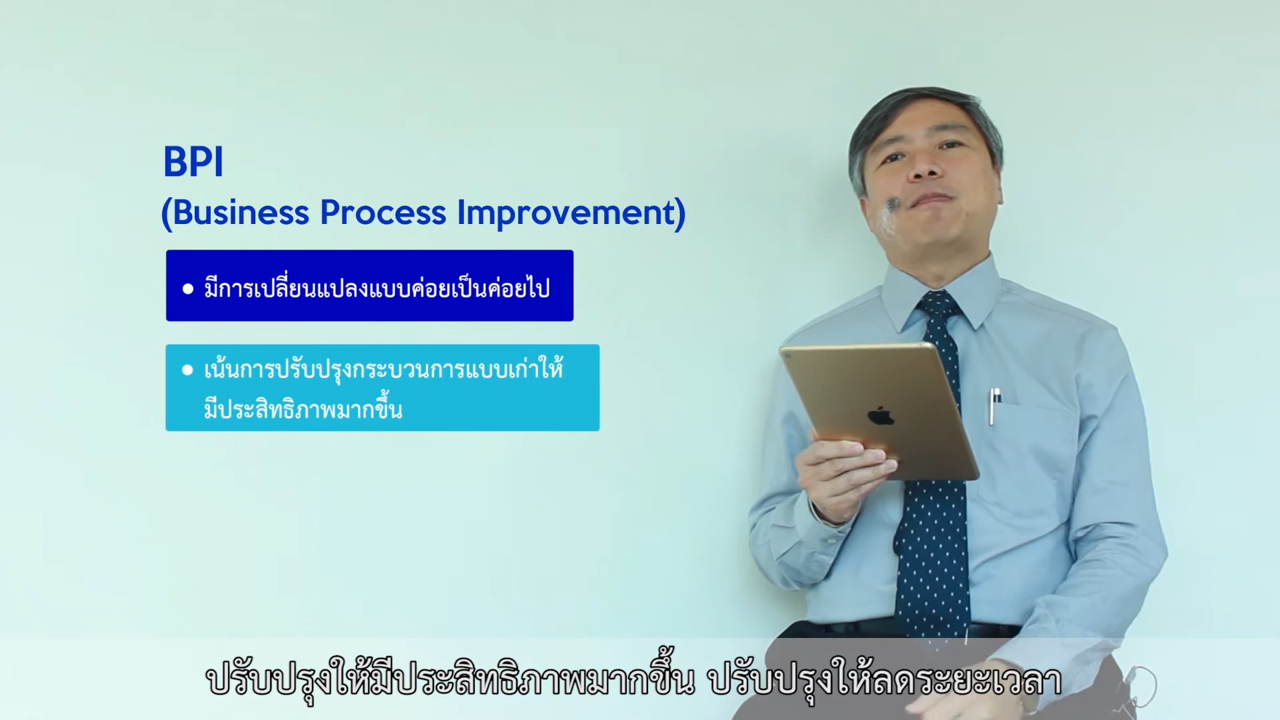 BPI
(Business Process Improvement)
• มีการเปลี่ยนแปลงแบบค่อยเป็นค่อยไป
• เน้นการปรับปรุงกระบวนการแบบเก่าให้
มีประสิทธิภาพมากขึ้น
ปรับปรุงให้มีประสิทธิภาพมากขึ้น ปรับปรุงให้ลดระยะเวลา